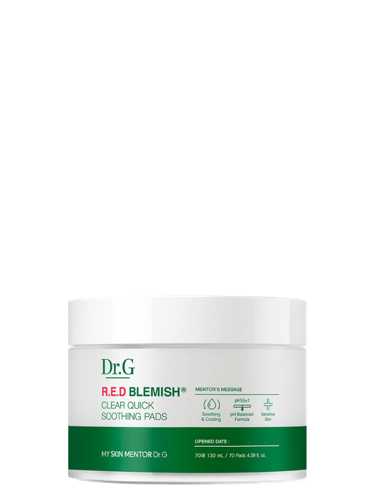 Dr.G
R.E.D BLEMISH®
CLEAR QUICK
SOOTHING PADS
MENTOR'S MESSAGE
Soothing
& Cooling
pH Balanced
Formula
Sensitive
Skin
OPENED DATE : . .
MY SKIN MENTOR Dr.G
70매 130 mL / 70 Pads 4.39 fl. oz.